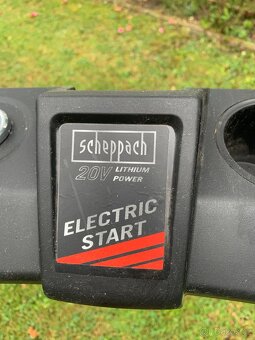 scheppach
20V LITHIUM
POWER
ELECTRIC
START